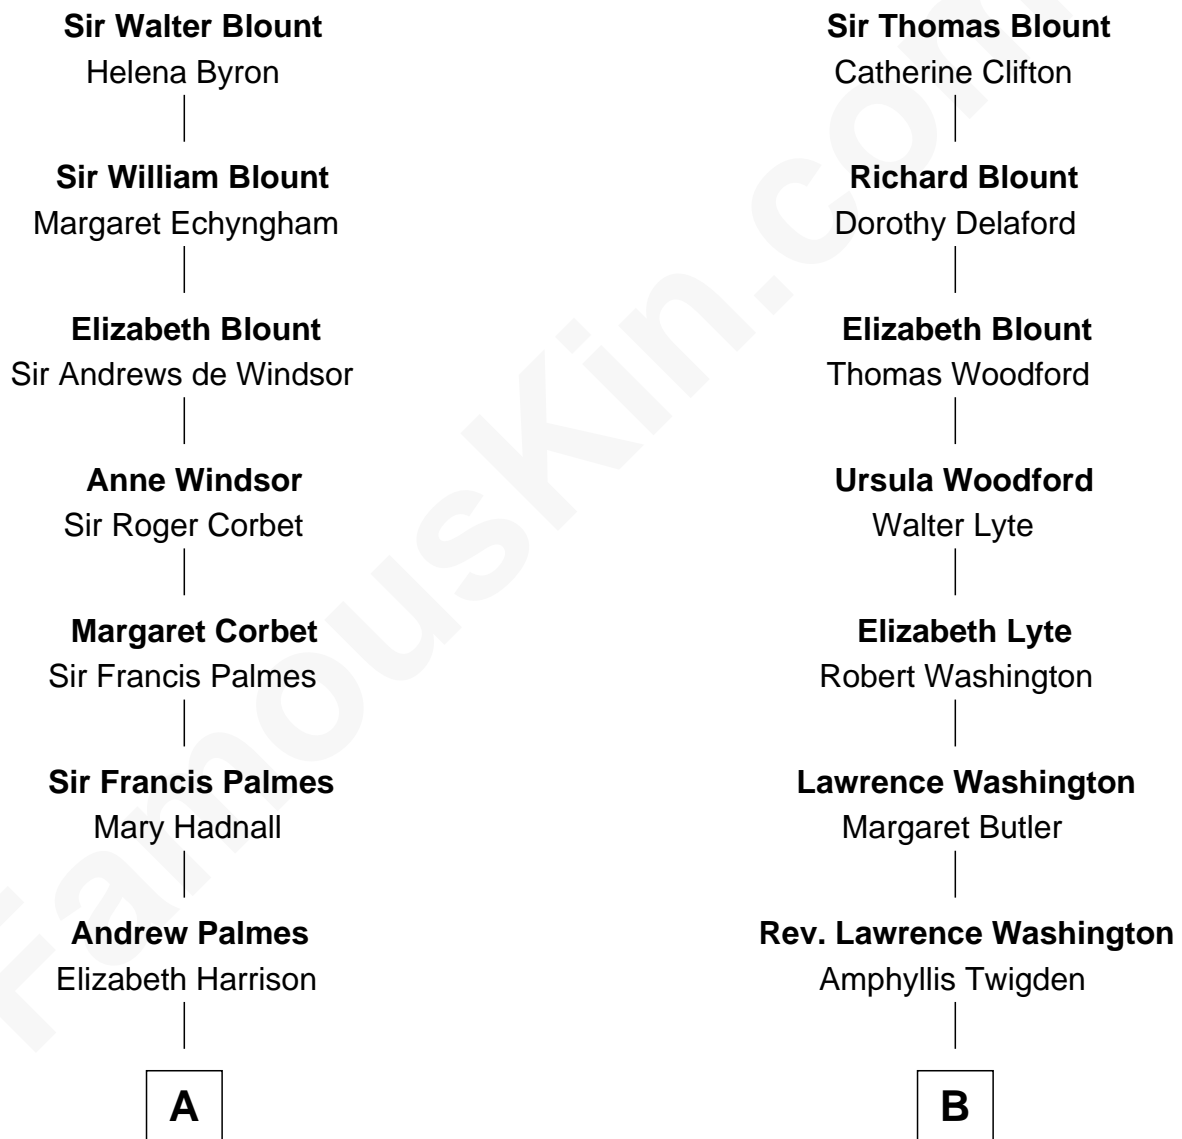 Sir Walter Blount
Helena Byron
Sir William Blount
Margaret Echyngham
Elizabeth Blount
Sir Andrews de Windsor
Anne Windsor
Sir Roger Corbet
Margaret Corbet
Sir Francis Palmes
Sir Francis Palmes
Mary Hadnall
Andrew Palmes
Elizabeth Harrison
A
Sir Thomas Blount
Catherine Clifton
Richard Blount
Dorothy Delaford
Elizabeth Blount
Thomas Woodford
Ursula Woodford
Walter Lyte
Elizabeth Lyte
Robert Washington
Lawrence Washington
Margaret Butler
Rev. Lawrence Washington
Amphyllis Twigden
B
FamousKin.com